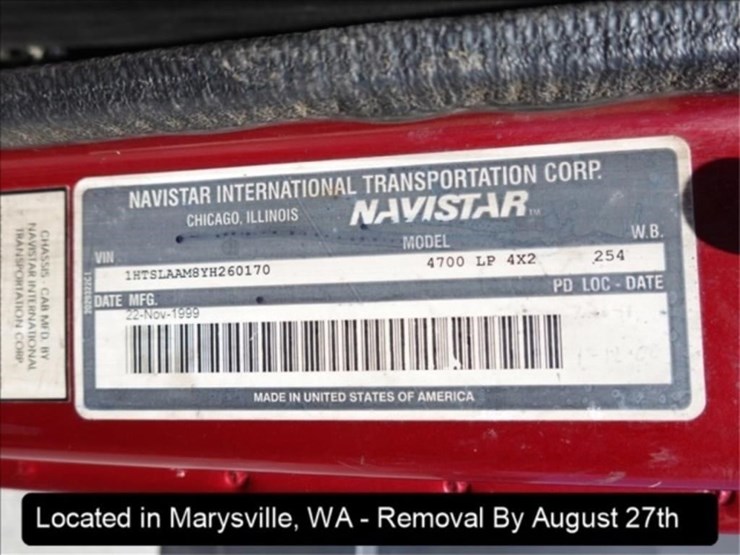 NAVISTAR INTERNATIONAL TRANSPORTATION CORP.
CHICAGO, ILLINOIS
NAVISTAR™
VIN
MODEL
W.B.
1HTSLAAM8YH260170
4700 LP 4X2
254
DATE MFG.
PD LOC - DATE
22-Nov-1999
MADE IN UNITED STATES OF AMERICA
CHASSIS - CAB MFD. BY
NAVISTAR INTERNATIONAL
TRANSPORTATION CORP.
Located in Marysville, WA - Removal By August 27th